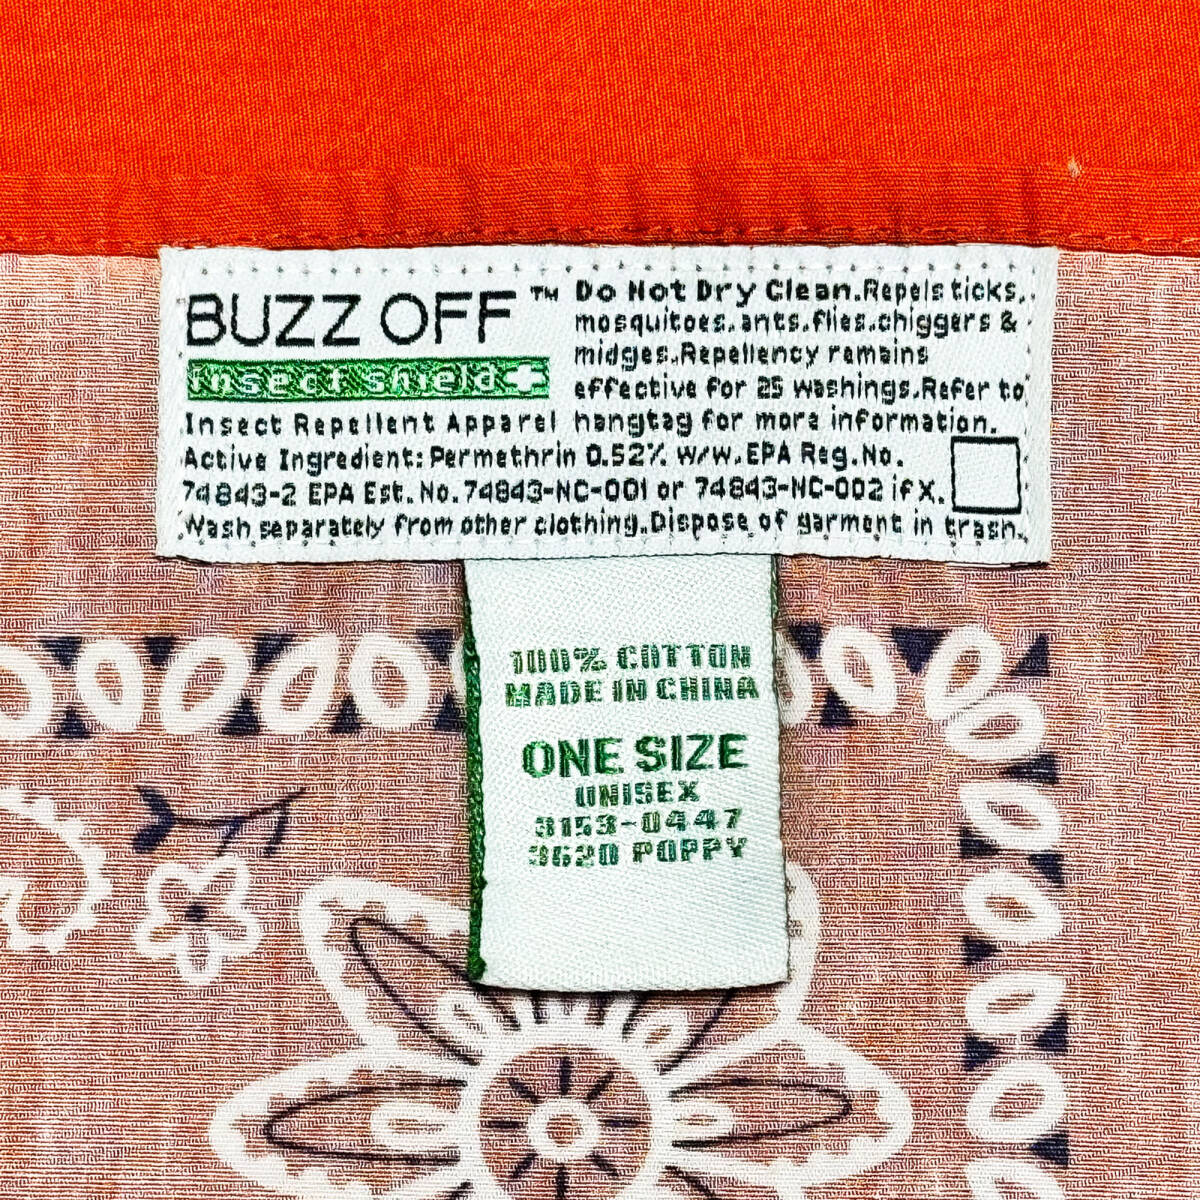 BUZZ OFF™
insect shield+
Insect Repellent Apparel
Do Not Dry Clean.Repels ticks,
mosquitoes,ants,flies,chiggers &
midges.Repellency remains
effective for 25 washings.Refer to
hangtag for more information.
Active Ingredient: Permethrin 0.52% w/w.EPA Reg.No.
74843-2 EPA Est.No.74843-NC-001 or 74843-NC-002 if X.
Wash separately from other clothing.Dispose of garment in trash.
100% COTTON
MADE IN CHINA
ONE SIZE
UNISEX
3153-0447
3620 POPPY